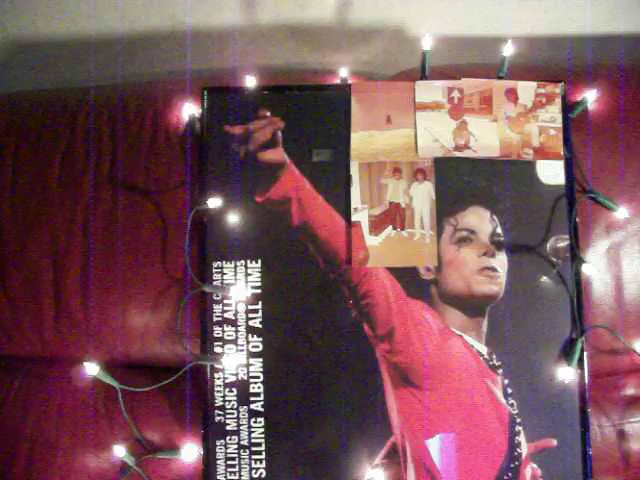 37 WEEKS #1 OF THE CHARTS
AWARDS
SELLING MUSIC VIDEO OF ALL TIME
20 BILLBOARD AWARDS
MUSIC AWARDS
SELLING ALBUM OF ALL TIME